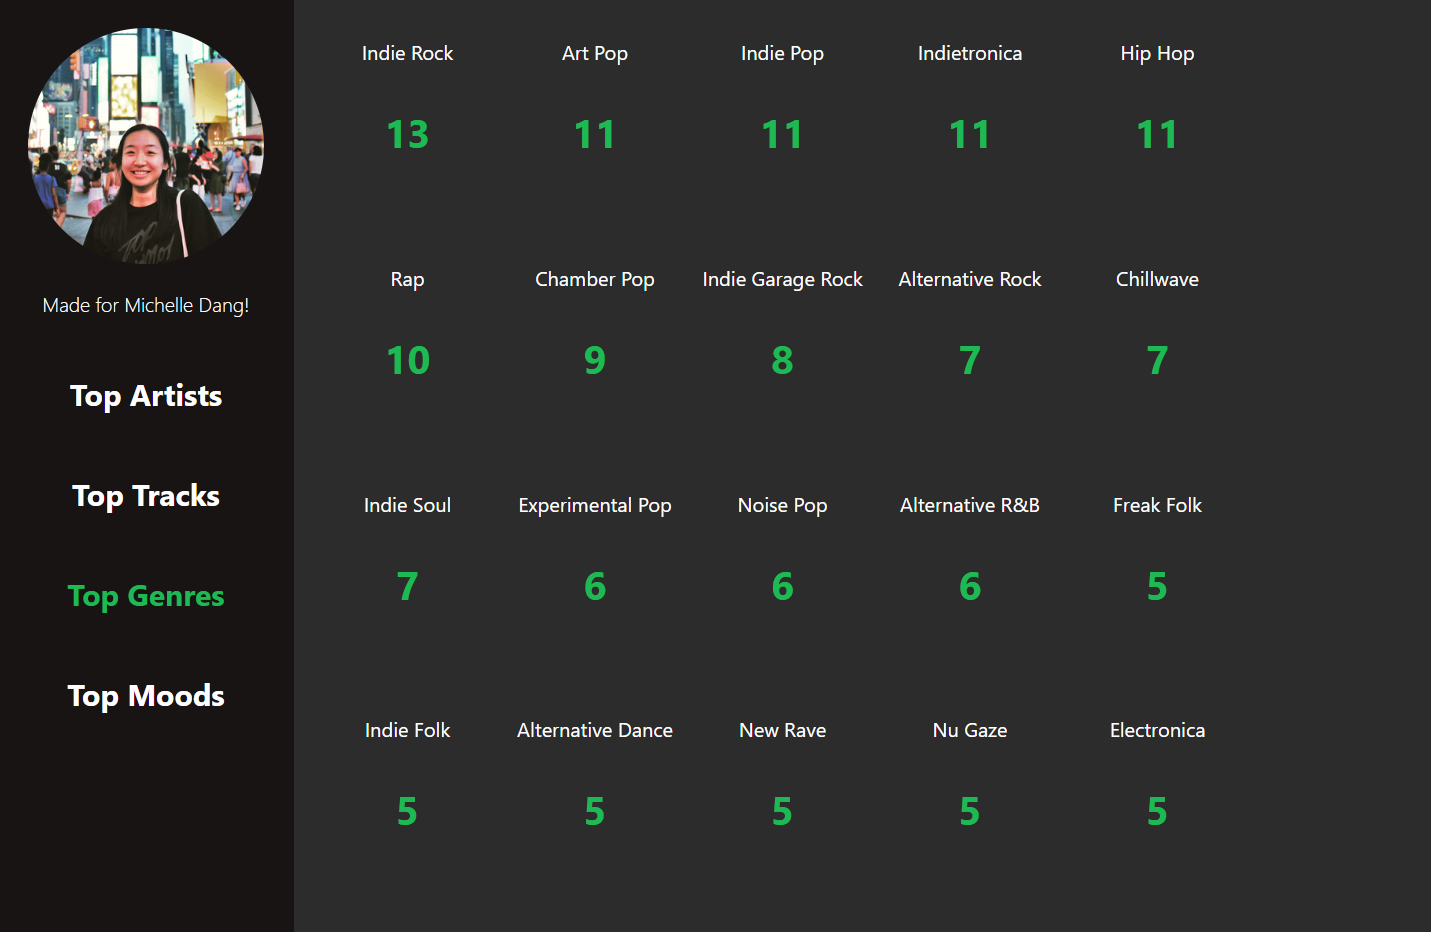 Made for Michelle Dang!
Top Artists
Top Tracks
Top Genres
Top Moods
Indie Rock
13
Art Pop
11
Indie Pop
11
Indietronica
11
Hip Hop
11
Rap
10
Chamber Pop
9
Indie Garage Rock
8
Alternative Rock
7
Chillwave
7
Indie Soul
7
Experimental Pop
6
Noise Pop
6
Alternative R&B
6
Freak Folk
5
Indie Folk
5
Alternative Dance
5
New Rave
5
Nu Gaze
5
Electronica
5